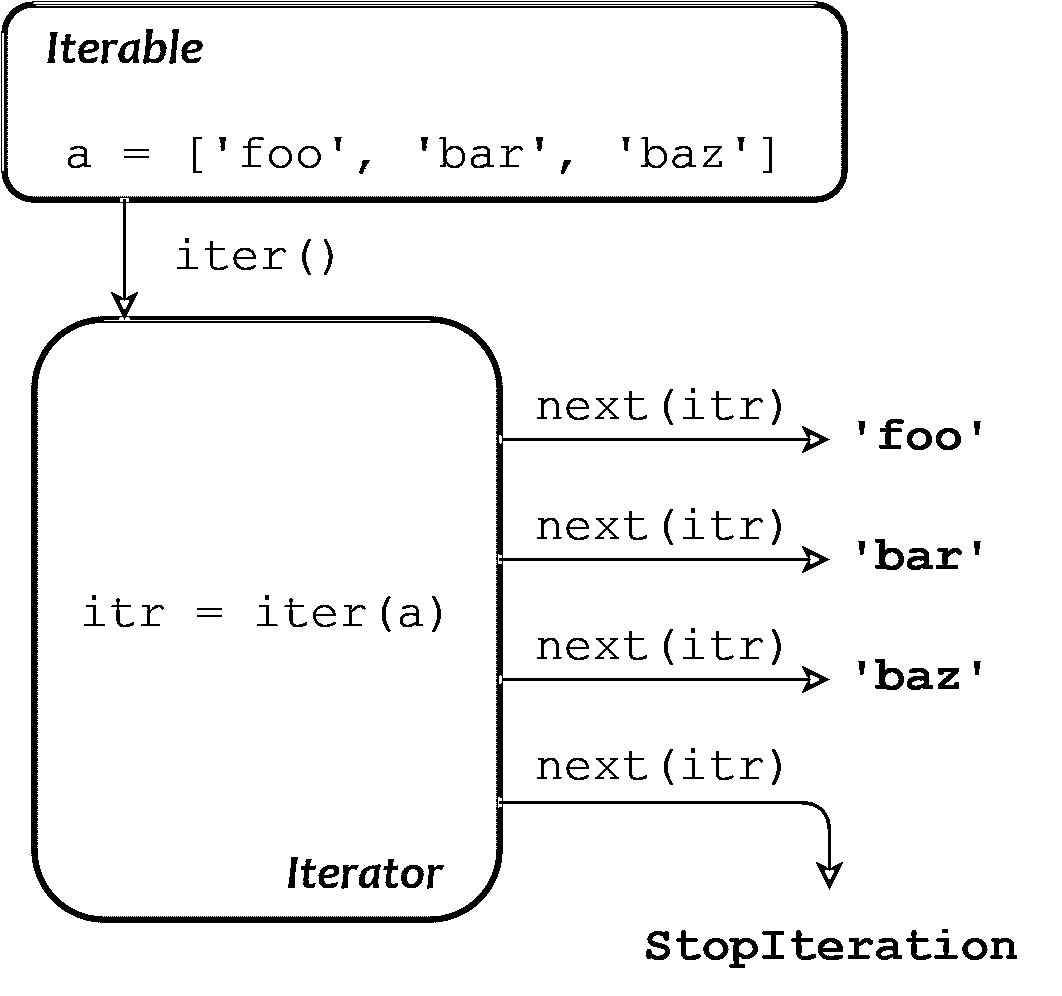 Iterable
a = ['foo', 'bar', 'baz']
iter()
next(itr)
'foo'
next(itr)
'bar'
itr = iter(a)
next(itr)
'baz'
next(itr)
Iterator
StopIteration